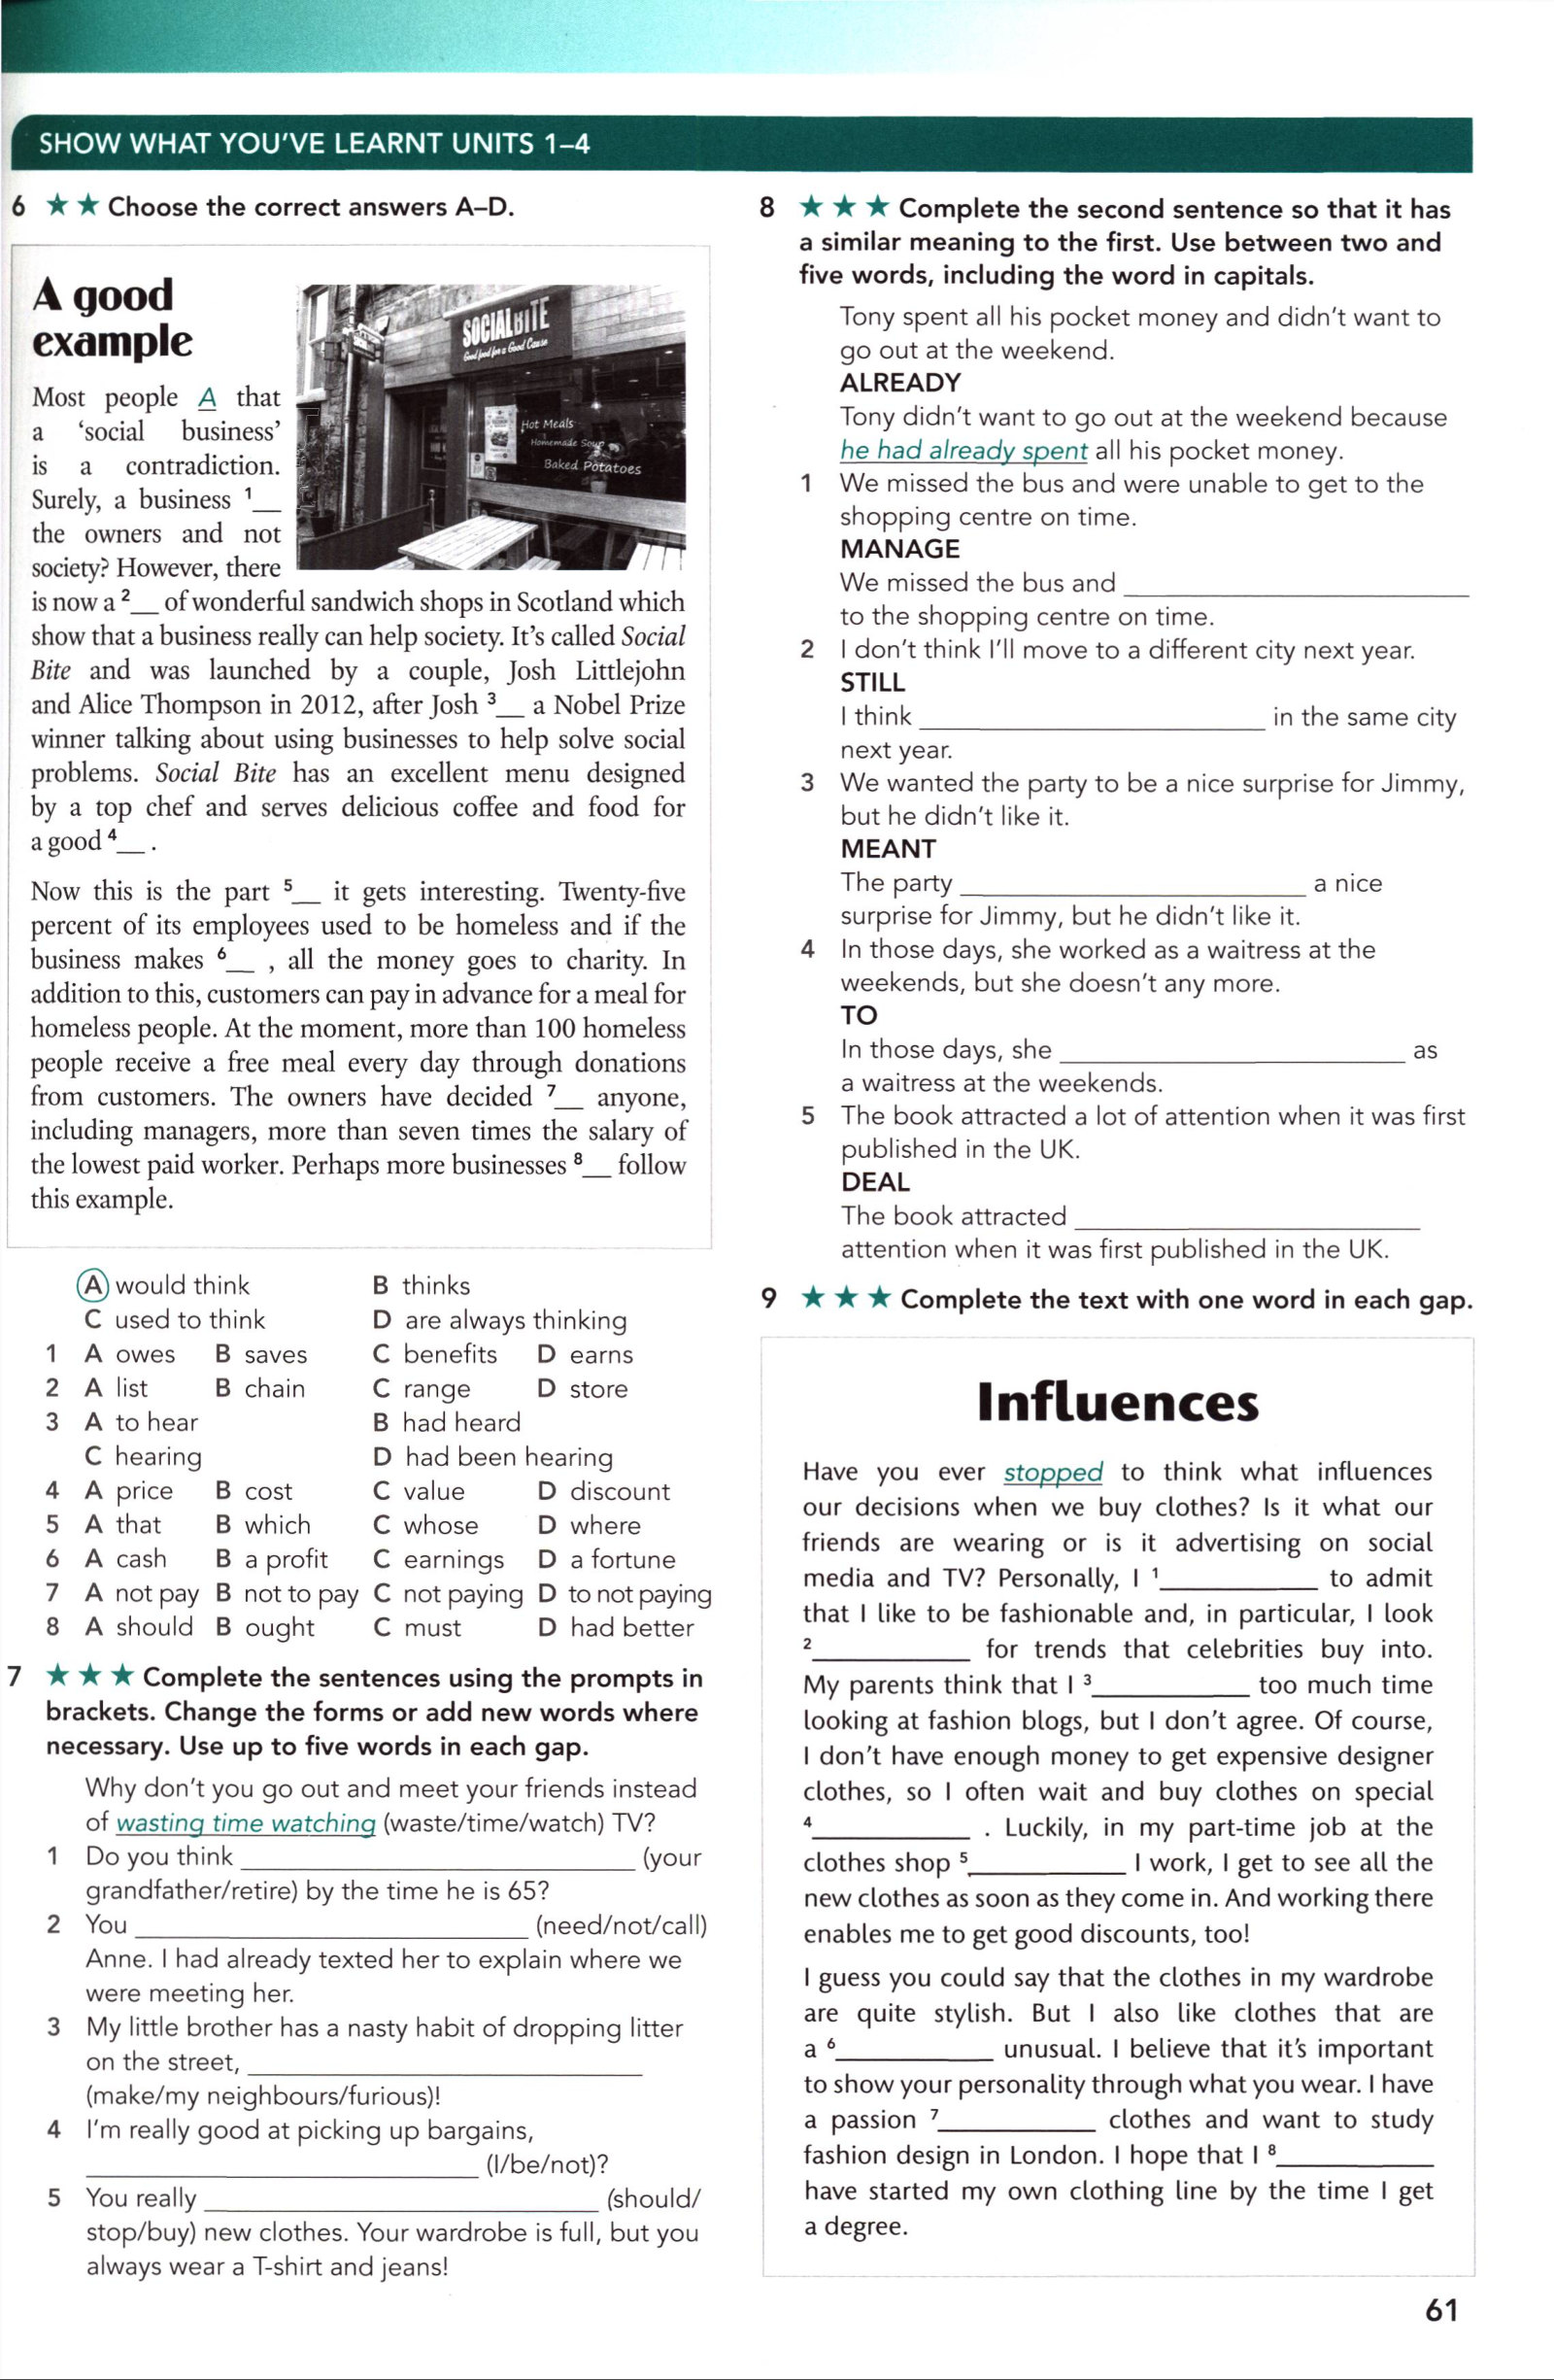 SHOW WHAT YOU'VE LEARNT UNITS 1–4
6 ★ ★ Choose the correct answers A–D.
A good
example
SOCIAL BITE
Good food for a Good Cause
Hot Meals
Homemade Soup
Baked Potatoes
Most people A that
a 'social business'
is a contradiction.
Surely, a business 1__
the owners and not
society? However, there
is now a 2__ of wonderful sandwich shops in Scotland which
show that a business really can help society. It's called Social
Bite and was launched by a couple, Josh Littlejohn
and Alice Thompson in 2012, after Josh 3__ a Nobel Prize
winner talking about using businesses to help solve social
problems. Social Bite has an excellent menu designed
by a top chef and serves delicious coffee and food for
a good 4__ .
Now this is the part 5__ it gets interesting. Twenty-five
percent of its employees used to be homeless and if the
business makes 6__ , all the money goes to charity. In
addition to this, customers can pay in advance for a meal for
homeless people. At the moment, more than 100 homeless
people receive a free meal every day through donations
from customers. The owners have decided 7__ anyone,
including managers, more than seven times the salary of
the lowest paid worker. Perhaps more businesses 8__ follow
this example.
A would think B thinks
C used to think D are always thinking
1 A owes B saves C benefits D earns
2 A list B chain C range D store
3 A to hear B had heard
C hearing D had been hearing
4 A price B cost C value D discount
5 A that B which C whose D where
6 A cash B a profit C earnings D a fortune
7 A not pay B not to pay C not paying D to not paying
8 A should B ought C must D had better
7 ★ ★ ★ Complete the sentences using the prompts in
brackets. Change the forms or add new words where
necessary. Use up to five words in each gap.
Why don't you go out and meet your friends instead
of wasting time watching (waste/time/watch) TV?
1 Do you think ____________ (your
grandfather/retire) by the time he is 65?
2 You ____________ (need/not/call)
Anne. I had already texted her to explain where we
were meeting her.
3 My little brother has a nasty habit of dropping litter
on the street, ____________
(make/my neighbours/furious)!
4 I'm really good at picking up bargains,
____________ (I/be/not)?
5 You really ____________ (should/
stop/buy) new clothes. Your wardrobe is full, but you
always wear a T-shirt and jeans!
8 ★ ★ ★ Complete the second sentence so that it has
a similar meaning to the first. Use between two and
five words, including the word in capitals.
Tony spent all his pocket money and didn't want to
go out at the weekend.
ALREADY
Tony didn't want to go out at the weekend because
he had already spent all his pocket money.
1 We missed the bus and were unable to get to the
shopping centre on time.
MANAGE
We missed the bus and ____________
to the shopping centre on time.
2 I don't think I'll move to a different city next year.
STILL
I think ____________ in the same city
next year.
3 We wanted the party to be a nice surprise for Jimmy,
but he didn't like it.
MEANT
The party ____________ a nice
surprise for Jimmy, but he didn't like it.
4 In those days, she worked as a waitress at the
weekends, but she doesn't any more.
TO
In those days, she ____________ as
a waitress at the weekends.
5 The book attracted a lot of attention when it was first
published in the UK.
DEAL
The book attracted ____________
attention when it was first published in the UK.
9 ★ ★ ★ Complete the text with one word in each gap.
Influences
Have you ever stopped to think what influences
our decisions when we buy clothes? Is it what our
friends are wearing or is it advertising on social
media and TV? Personally, I 1__________ to admit
that I like to be fashionable and, in particular, I look
2__________ for trends that celebrities buy into.
My parents think that I 3__________ too much time
looking at fashion blogs, but I don't agree. Of course,
I don't have enough money to get expensive designer
clothes, so I often wait and buy clothes on special
4__________ . Luckily, in my part-time job at the
clothes shop 5__________ I work, I get to see all the
new clothes as soon as they come in. And working there
enables me to get good discounts, too!
I guess you could say that the clothes in my wardrobe
are quite stylish. But I also like clothes that are
a 6__________ unusual. I believe that it's important
to show your personality through what you wear. I have
a passion 7__________ clothes and want to study
fashion design in London. I hope that I 8__________
have started my own clothing line by the time I get
a degree.
61